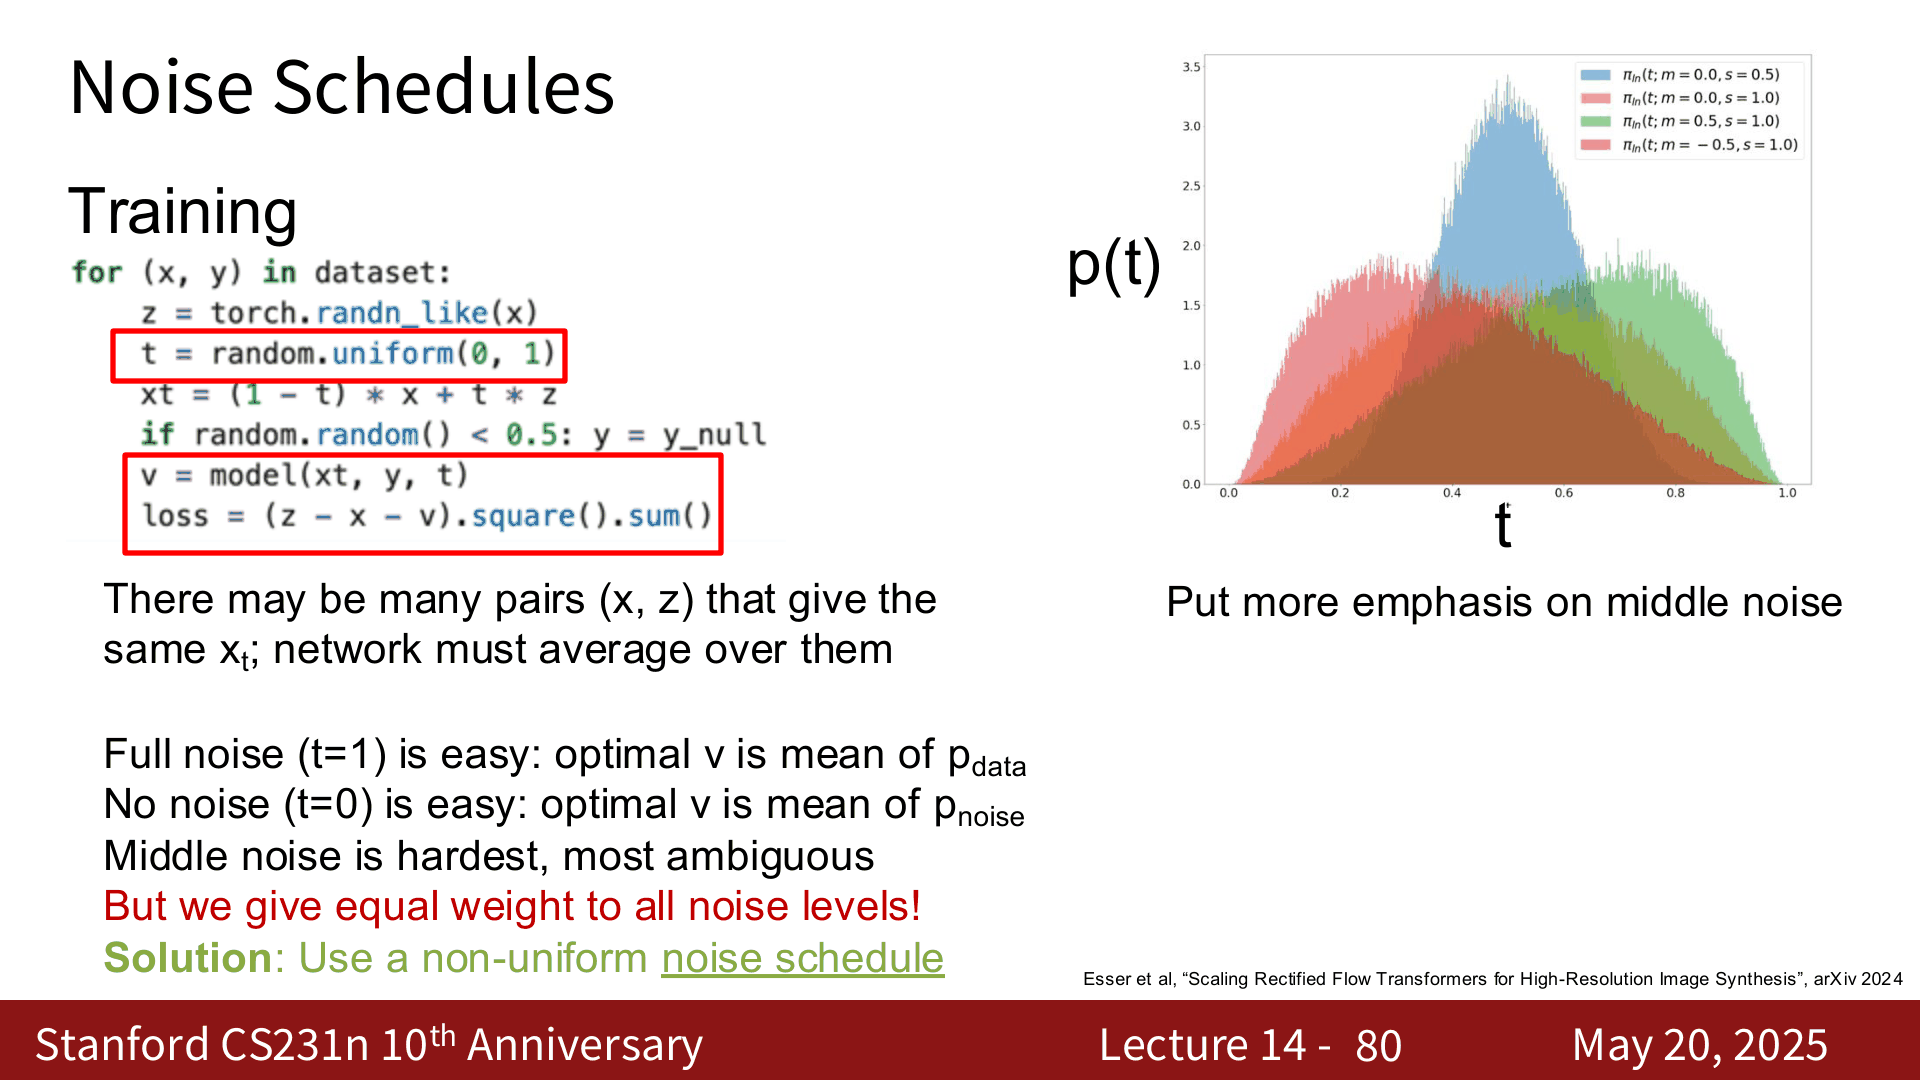 Noise Schedules
Training
for (x, y) in dataset:
    z = torch.randn_like(x)
    t = random.uniform(0, 1)
    xt = (1 - t) * x + t * z
    if random.random() < 0.5: y = y_null
    v = model(xt, y, t)
    loss = (z - x - v).square().sum()
There may be many pairs (x, z) that give the
same xₜ; network must average over them
Full noise (t=1) is easy: optimal v is mean of p_data
No noise (t=0) is easy: optimal v is mean of p_noise
Middle noise is hardest, most ambiguous
But we give equal weight to all noise levels!
Solution: Use a non-uniform noise schedule
p(t)
3.5
3.0
2.5
2.0
1.5
1.0
0.5
0.0
0.0 0.2 0.4 0.6 0.8 1.0
t
π_ln(t; m = 0.0, s = 0.5)
π_ln(t; m = 0.0, s = 1.0)
π_ln(t; m = 0.5, s = 1.0)
π_ln(t; m = − 0.5, s = 1.0)
Put more emphasis on middle noise
Esser et al, “Scaling Rectified Flow Transformers for High-Resolution Image Synthesis”, arXiv 2024
Stanford CS231n 10th Anniversary
Lecture 14 - 80
May 20, 2025